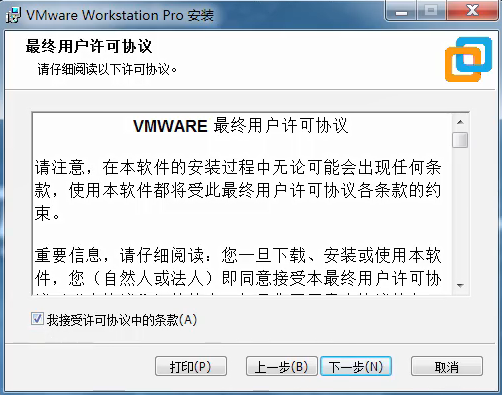 VMware Workstation Pro 安装
最终用户许可协议
请仔细阅读以下许可协议。
VMWARE 最终用户许可协议
请注意，在本软件的安装过程中无论可能会出现任何条
款，使用本软件都将受此最终用户许可协议各条款的约
束。
重要信息，请仔细阅读：您一旦下载、安装或使用本软
件，您（自然人或法人）即同意接受本最终用户许可协
我接受许可协议中的条款(A)
打印(P)
上一步(B)
下一步(N)
取消